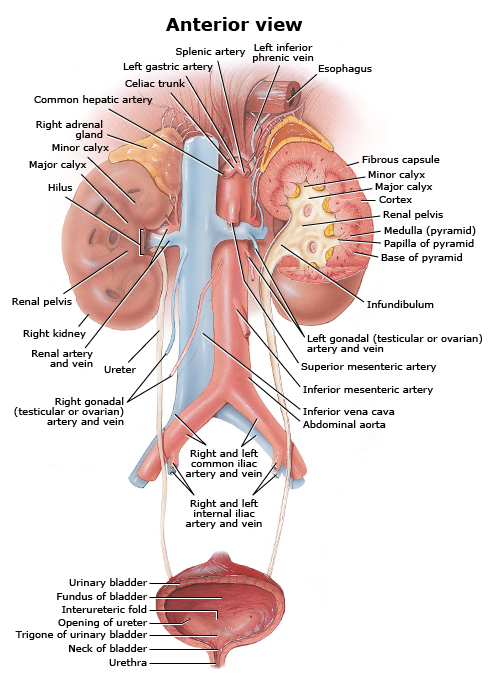 Anterior view
Splenic artery
Left gastric artery
Celiac trunk
Common hepatic artery
Right adrenal
gland
Minor calyx
Major calyx
Hilus
Renal pelvis
Right kidney
Renal artery
and vein
Ureter
Right gonadal
(testicular or ovarian)
artery and vein
Left inferior
phrenic vein
Esophagus
Fibrous capsule
Minor calyx
Major calyx
Cortex
Renal pelvis
Medulla (pyramid)
Papilla of pyramid
Base of pyramid
Infundibulum
Left gonadal (testicular or ovarian)
artery and vein
Superior mesenteric artery
Inferior mesenteric artery
Inferior vena cava
Abdominal aorta
Right and left
common iliac
artery and vein
Right and left
internal iliac
artery and vein
Urinary bladder
Fundus of bladder
Interureteric fold
Opening of ureter
Trigone of urinary bladder
Neck of bladder
Urethra